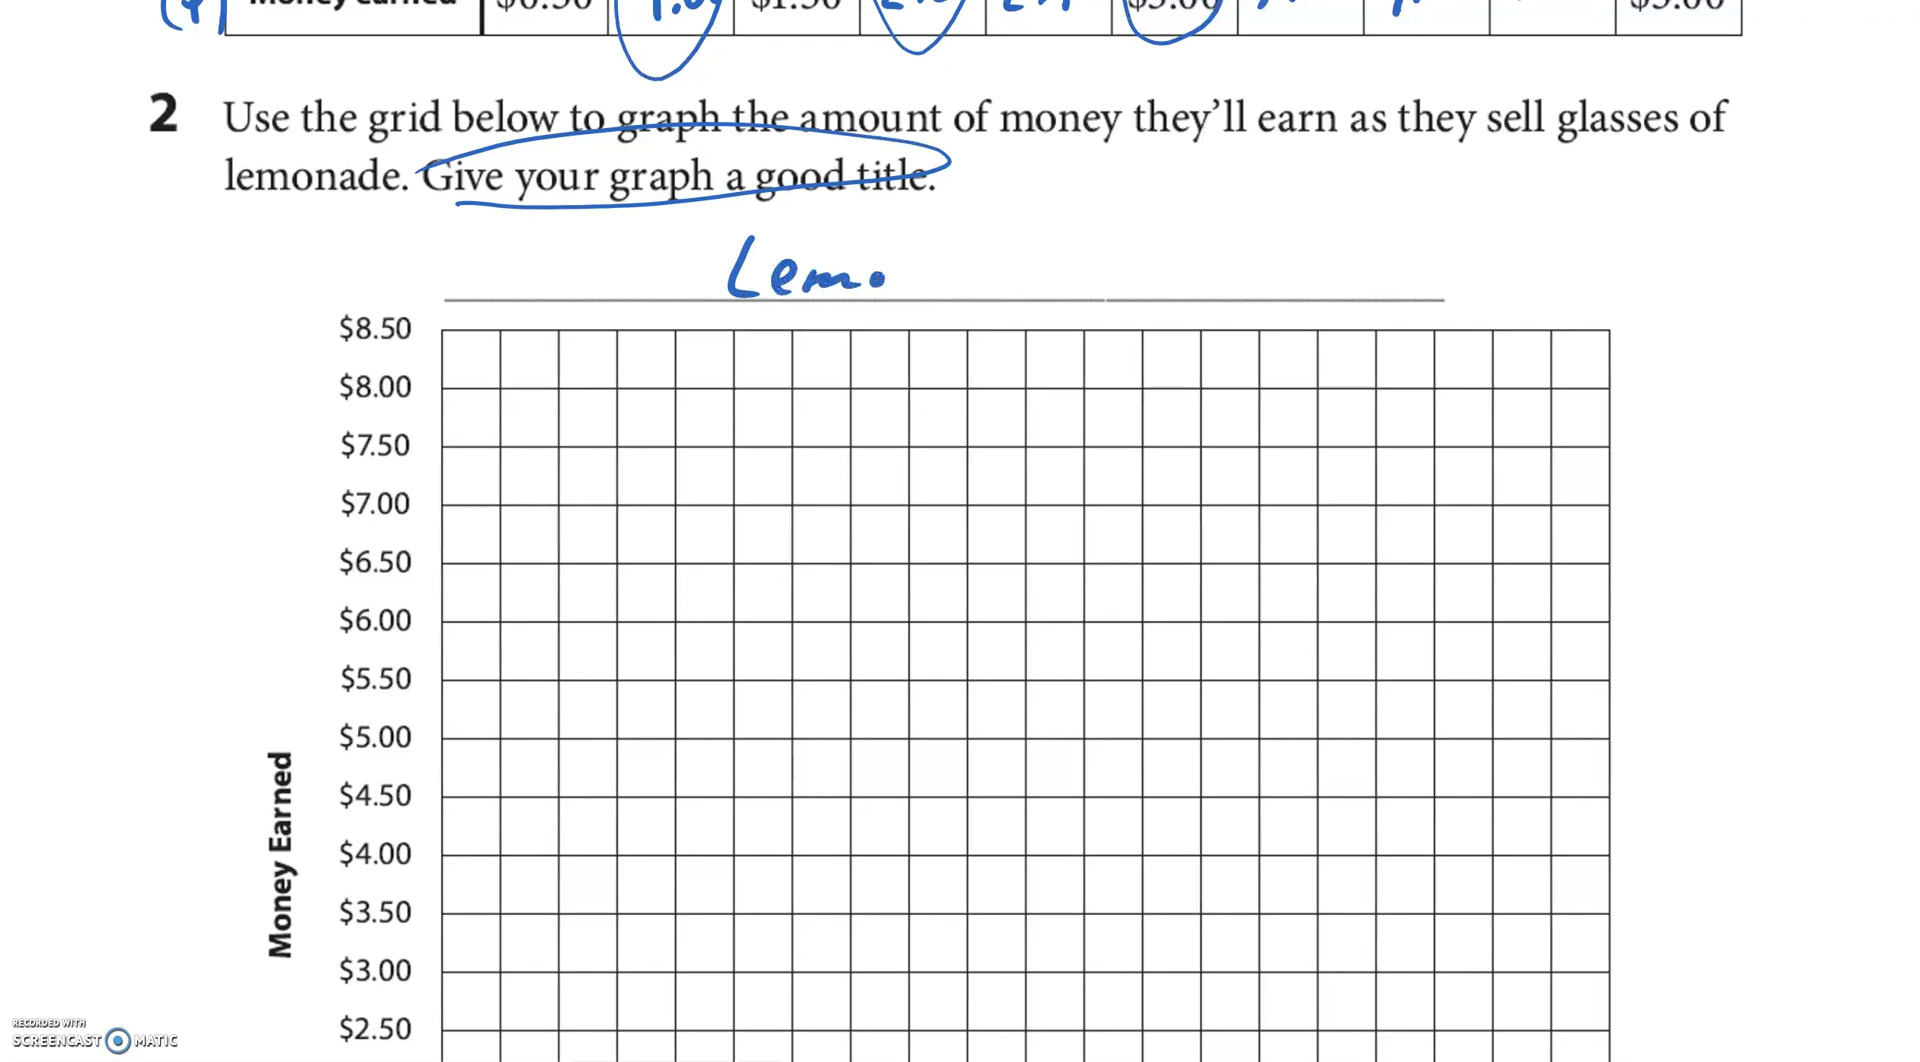 Money earned $0.50 1.00 $1.50 $3.00 $5.00
2 Use the grid below to graph the amount of money they’ll earn as they sell glasses of
lemonade. Give your graph a good title.
Lemo
$8.50
$8.00
$7.50
$7.00
$6.50
$6.00
$5.50
$5.00
$4.50
$4.00
$3.50
$3.00
$2.50
Money Earned
RECORDED WITH
SCREENCAST MATIC